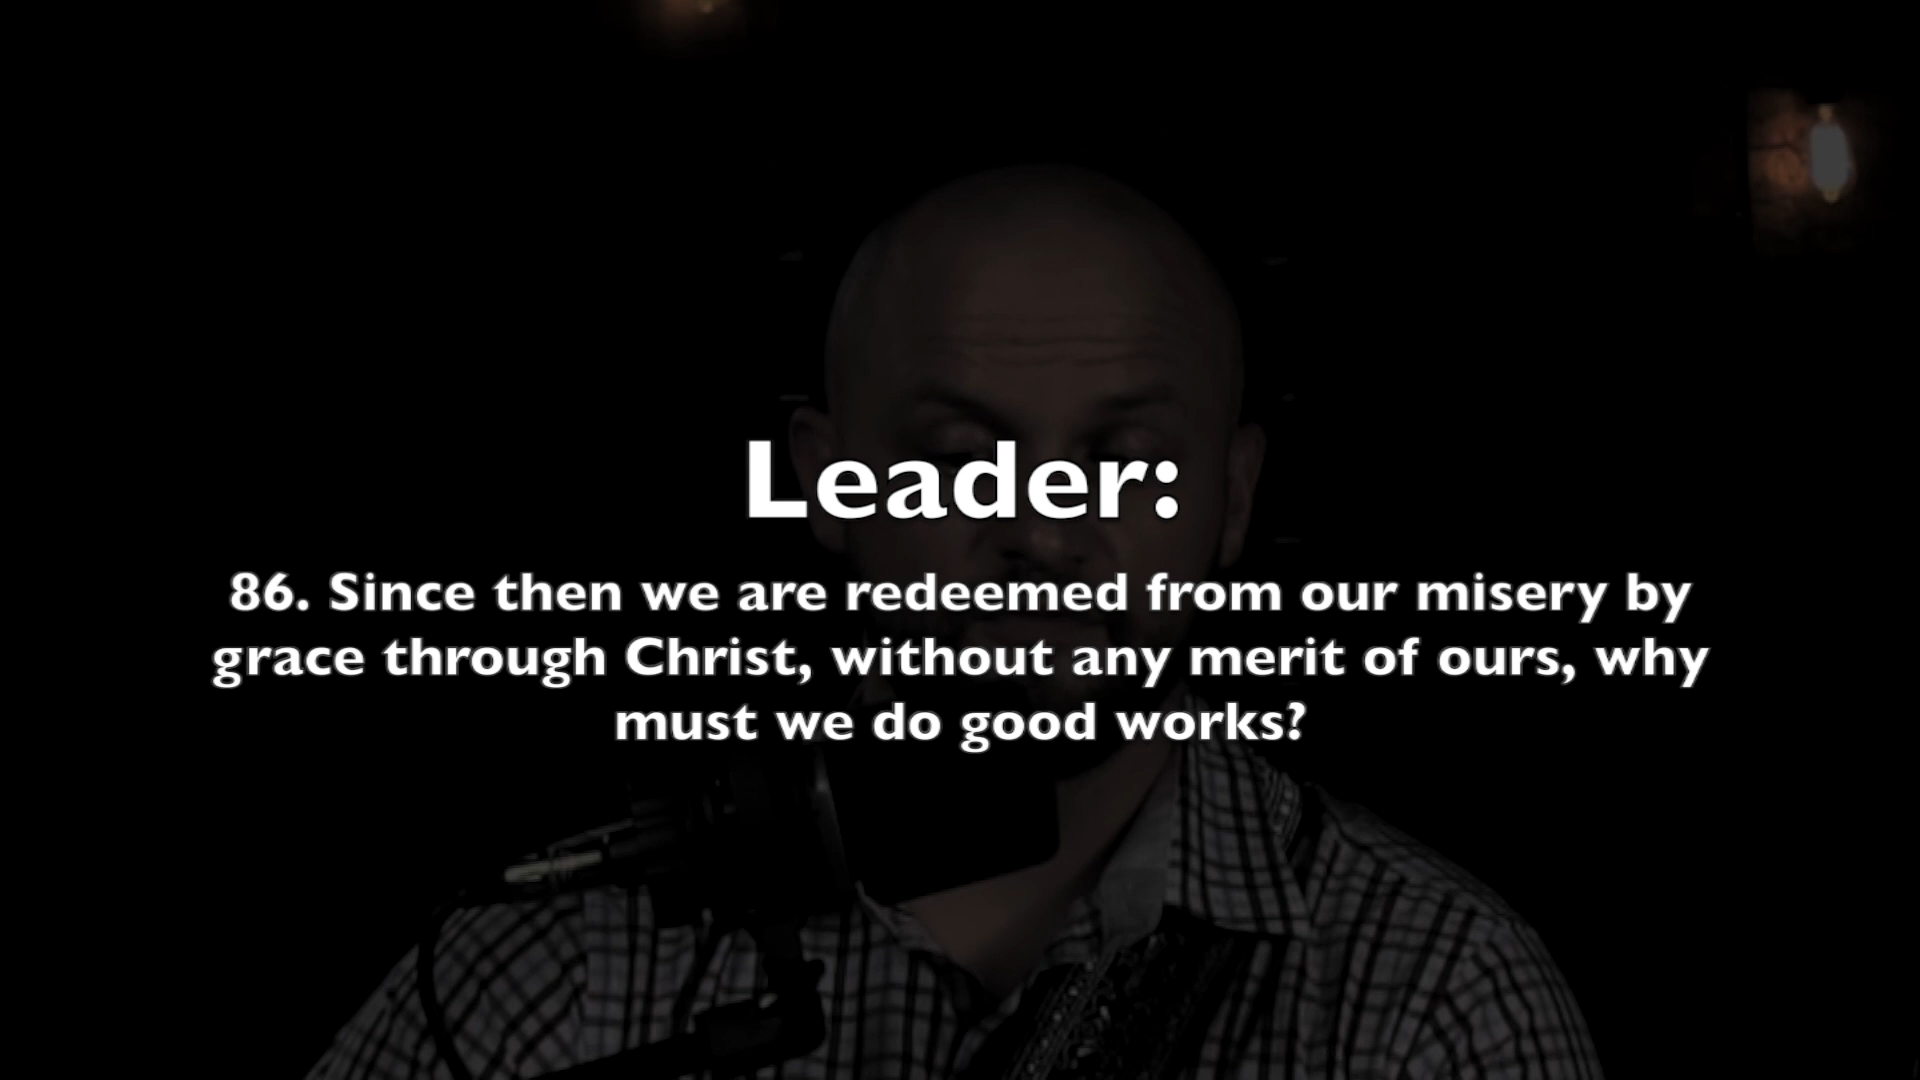 Leader:
86. Since then we are redeemed from our misery by
grace through Christ, without any merit of ours, why
must we do good works?